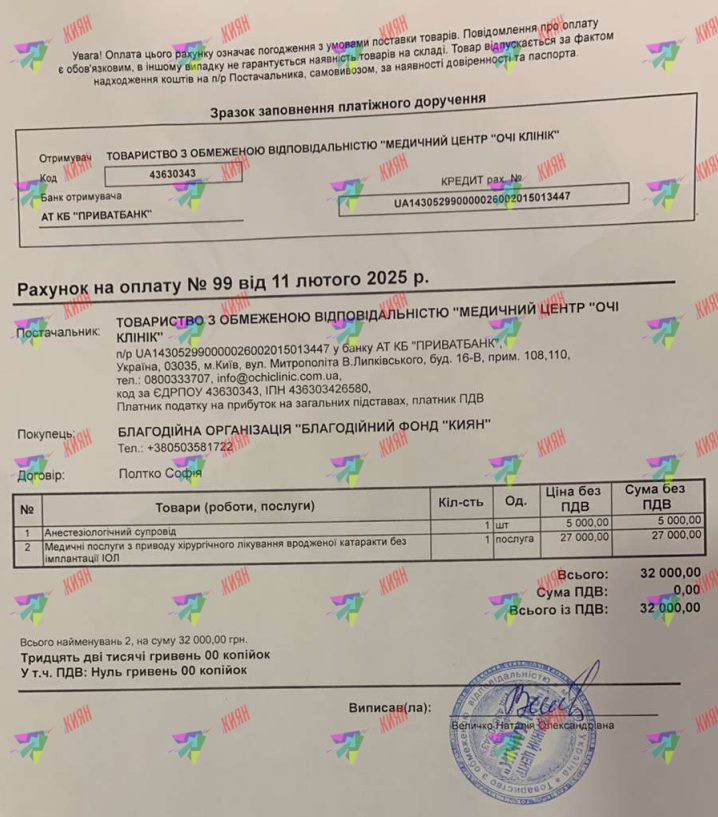 Увага! Оплата цього рахунку означає погодження з умовами поставки товарів. Повідомлення про оплату
є обов'язковим, в іншому випадку не гарантується наявність товарів на складі. Товар відпускається за фактом
надходження коштів на п/р Постачальника, самовивозом, за наявності довіреності та паспорта.
Зразок заповнення платіжного доручення
Отримувач ТОВАРИСТВО З ОБМЕЖЕНОЮ ВІДПОВІДАЛЬНІСТЮ "МЕДИЧНИЙ ЦЕНТР "ОЧІ КЛІНІК"
Код 43630343
Банк отримувача КРЕДИТ рах. №
АТ КБ "ПРИВАТБАНК" UA143052990000026002015013447
Рахунок на оплату № 99 від 11 лютого 2025 р.
Постачальник: ТОВАРИСТВО З ОБМЕЖЕНОЮ ВІДПОВІДАЛЬНІСТЮ "МЕДИЧНИЙ ЦЕНТР "ОЧІ
КЛІНІК"
п/р UA143052990000026002015013447 у банку АТ КБ "ПРИВАТБАНК",
Україна, 03035, м.Київ, вул. Митрополіта В.Липківського, буд. 16-В, прим. 108,110,
тел.: 0800333707, info@ochiclinic.com.ua,
код за ЄДРПОУ 43630343, ІПН 436303426580,
Платник податку на прибуток на загальних підставах, платник ПДВ
Покупець: БЛАГОДІЙНА ОРГАНІЗАЦІЯ "БЛАГОДІЙНИЙ ФОНД "КИЯН"
Тел.: +380503581722
Договір: Полтко Софія
№ Товари (роботи, послуги) Кіл-сть Од. Ціна без ПДВ Сума без ПДВ
1 Анестезіологічний супровід 1 шт 5 000,00 5 000,00
2 Медичні послуги з приводу хірургічного лікування вродженої катаракти без 1 послуга 27 000,00 27 000,00
імплантації ІОЛ
Всього: 32 000,00
Сума ПДВ: 0,00
Всього із ПДВ: 32 000,00
Всього найменувань 2, на суму 32 000,00 грн.
Тридцять дві тисячі гривень 00 копійок
У т.ч. ПДВ: Нуль гривень 00 копійок
Виписав(ла):
Величко Наталія Олександрівна
КИЯН